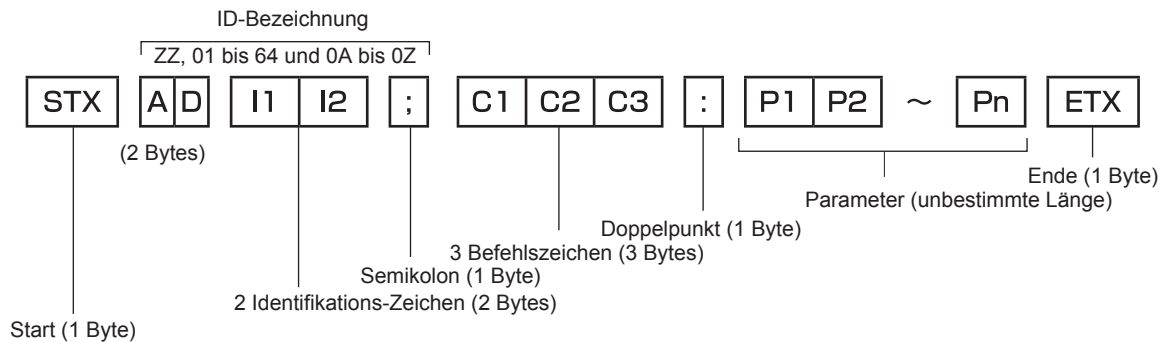 ID-Bezeichnung
ZZ, 01 bis 64 und 0A bis 0Z
STX A D I1 I2 ; C1 C2 C3 : P1 P2 ~ Pn ETX
(2 Bytes)
Ende (1 Byte)
Parameter (unbestimmte Länge)
Doppelpunkt (1 Byte)
3 Befehlszeichen (3 Bytes)
Semikolon (1 Byte)
2 Identifikations-Zeichen (2 Bytes)
Start (1 Byte)